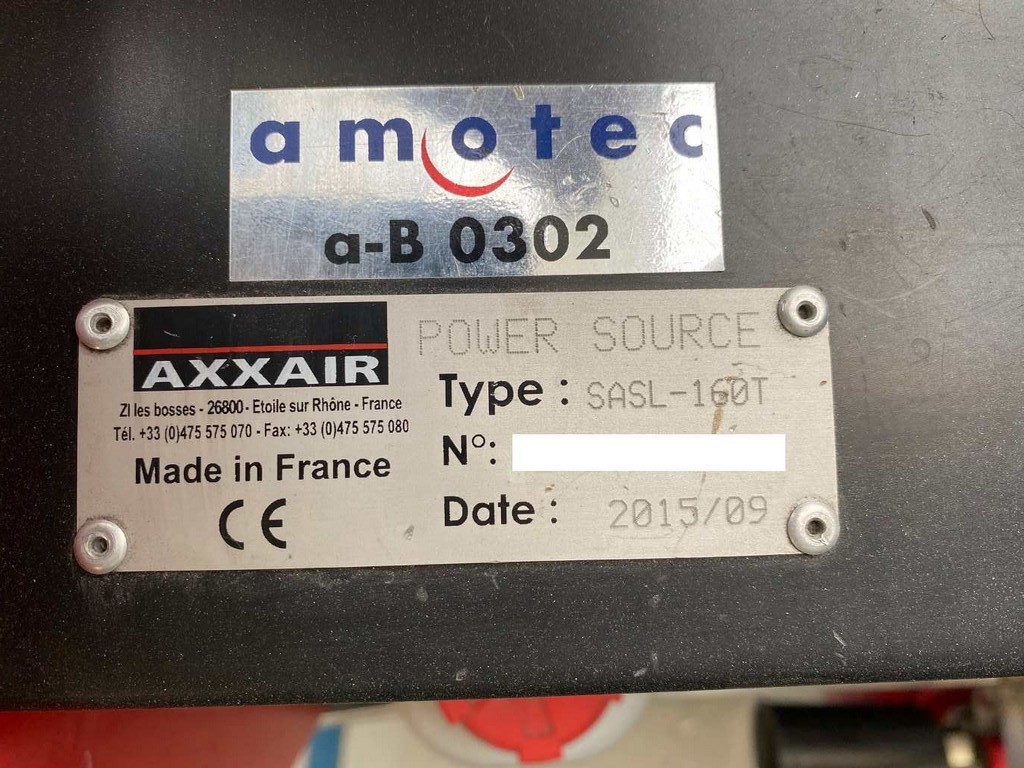 amotec
a-B 0302
AXXAIR
ZI les bosses - 26800 - Etoile sur Rhône - France
Tél. +33 (0)475 575 070 - Fax: +33 (0)475 575 080
Made in France
CE
POWER SOURCE
Type : SASL-160T
N°:
Date : 2015/09